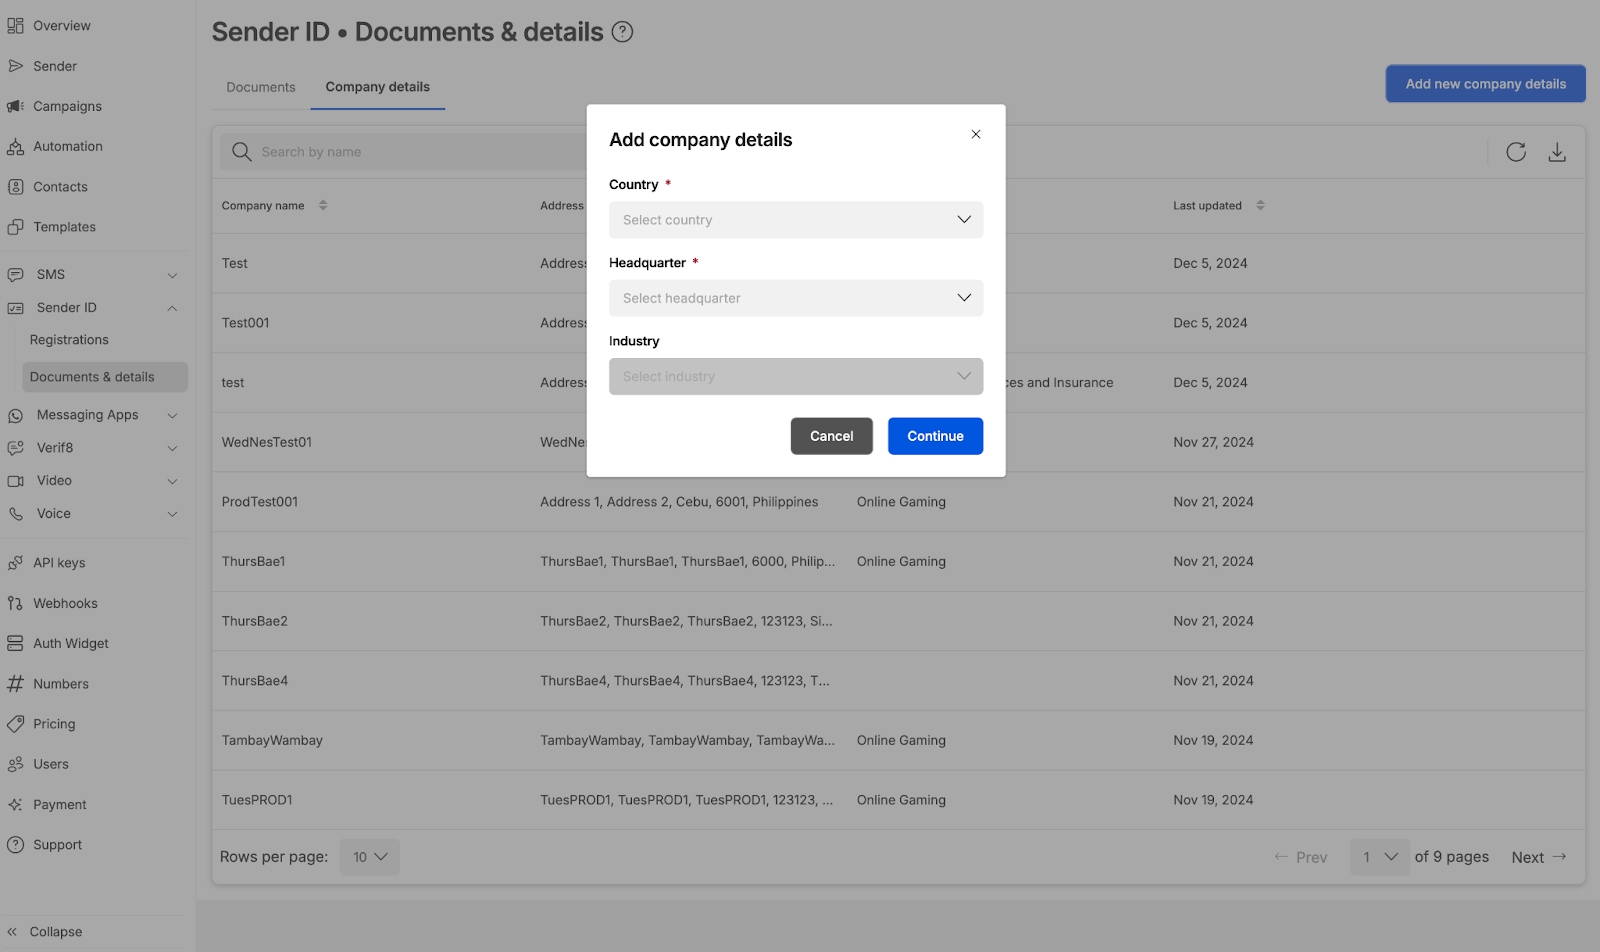 Overview
Sender
Campaigns
Automation
Contacts
Templates
SMS
Sender ID
Registrations
Documents & details
Messaging Apps
Verif8
Video
Voice
API keys
Webhooks
Auth Widget
Numbers
Pricing
Users
Payment
Support
Collapse
Sender ID • Documents & details
Documents Company details
Add new company details
Search by name
Company name Address Last updated
Test Addres Dec 5, 2024
Test001 Addres Dec 5, 2024
test Addres ces and Insurance Dec 5, 2024
WedNesTest01 WedNe Nov 27, 2024
ProdTest001 Address 1, Address 2, Cebu, 6001, Philippines Online Gaming Nov 21, 2024
ThursBae1 ThursBae1, ThursBae1, ThursBae1, 6000, Philip... Online Gaming Nov 21, 2024
ThursBae2 ThursBae2, ThursBae2, ThursBae2, 123123, Si... Nov 21, 2024
ThursBae4 ThursBae4, ThursBae4, ThursBae4, 123123, T... Nov 21, 2024
TambayWambay TambayWambay, TambayWambay, TambayWa... Online Gaming Nov 19, 2024
TuesPROD1 TuesPROD1, TuesPROD1, TuesPROD1, 123123, ... Online Gaming Nov 19, 2024
Rows per page: 10
← Prev 1 of 9 pages Next →
Add company details
Country *
Select country
Headquarter *
Select headquarter
Industry
Select industry
Cancel Continue